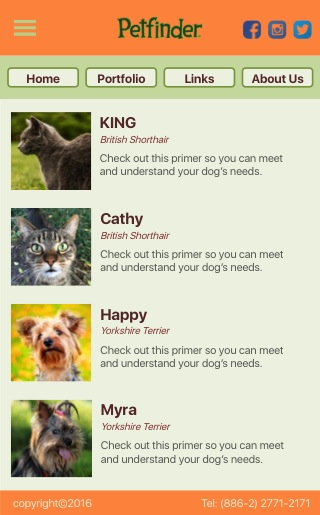 Petfinder
Home Portfolio Links About Us
KING
British Shorthair
Check out this primer so you can meet
and understand your dog's needs.
Cathy
British Shorthair
Check out this primer so you can meet
and understand your dog's needs.
Happy
Yorkshire Terrier
Check out this primer so you can meet
and understand your dog's needs.
Myra
Yorkshire Terrier
Check out this primer so you can meet
and understand your dog's needs.
copyright©2016 Tel: (886-2) 2771-2171